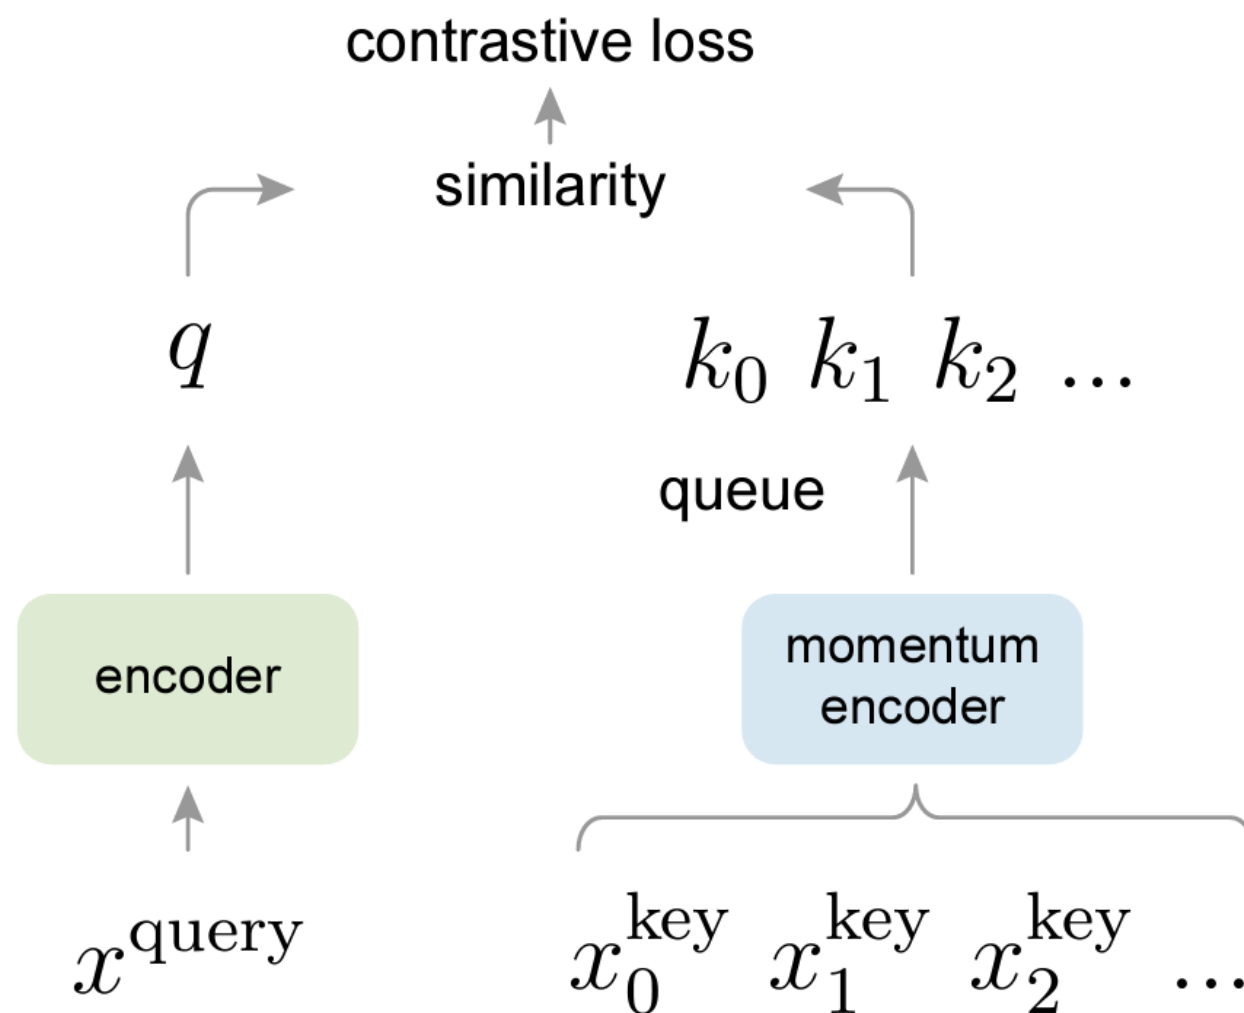 contrastive loss
similarity
q
k₀ k₁ k₂ ...
queue
encoder
momentum
encoder
x^query
x₀^key x₁^key x₂^key ...